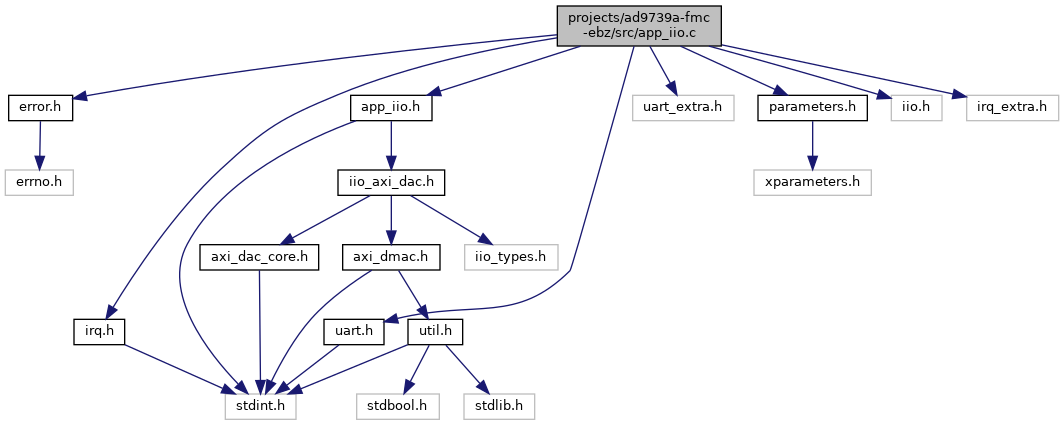 projects/ad9739a-fmc
-ebz/src/app_iio.c
error.h
app_iio.h
uart_extra.h
parameters.h
iio.h
irq_extra.h
errno.h
iio_axi_dac.h
xparameters.h
axi_dac_core.h
axi_dmac.h
iio_types.h
irq.h
uart.h
util.h
stdint.h
stdbool.h
stdlib.h